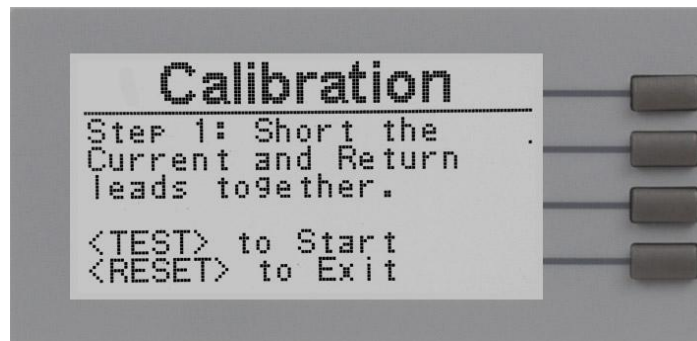 Calibration
Step 1: Short the
Current and Return
leads together.
<TEST> to Start
<RESET> to Exit